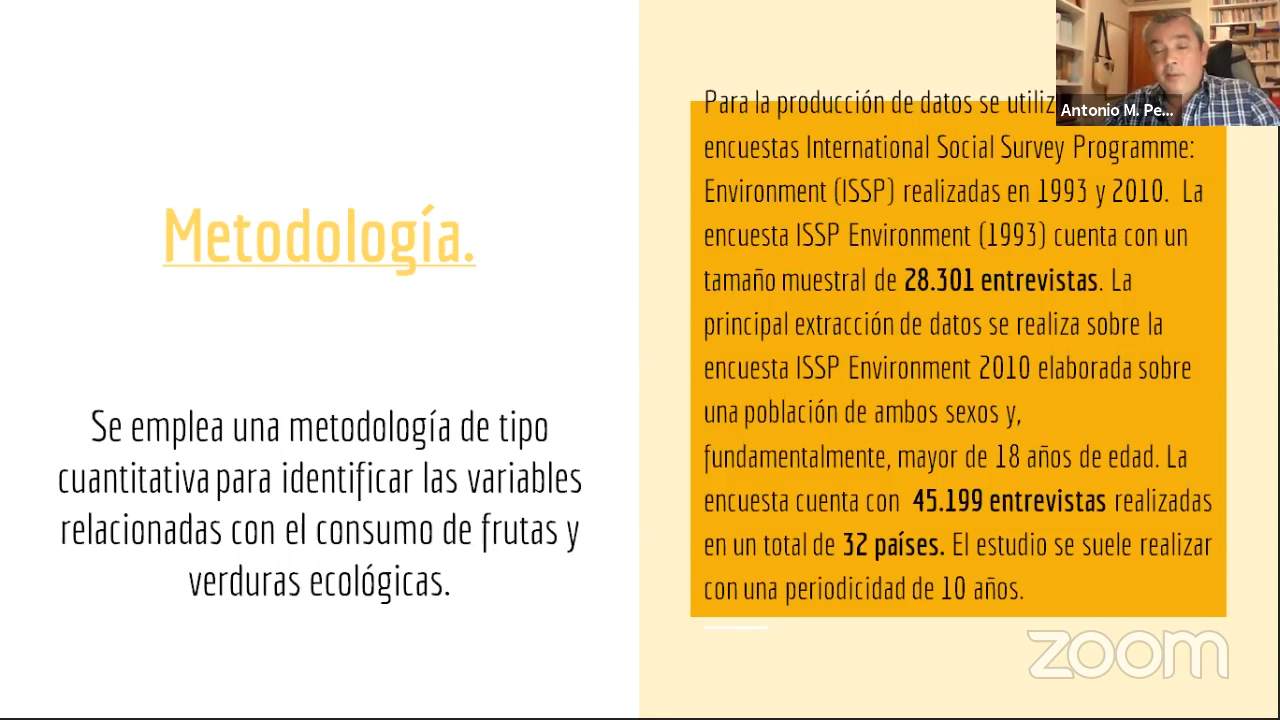 Metodología.
Se emplea una metodología de tipo
cuantitativa para identificar las variables
relacionadas con el consumo de frutas y
verduras ecológicas.
Para la producción de datos se
encuestas International Social Survey Programme:
Environment (ISSP) realizadas en 1993 y 2010. La
encuesta ISSP Environment (1993) cuenta con un
tamaño muestral de 28.301 entrevistas. La
principal extracción de datos se realiza sobre la
encuesta ISSP Environment 2010 elaborada sobre
una población de ambos sexos y,
fundamentalmente, mayor de 18 años de edad. La
encuesta cuenta con 45.199 entrevistas realizadas
en un total de 32 países. El estudio se suele realizar
con una periodicidad de 10 años.
Antonio M. Pe...
zoom